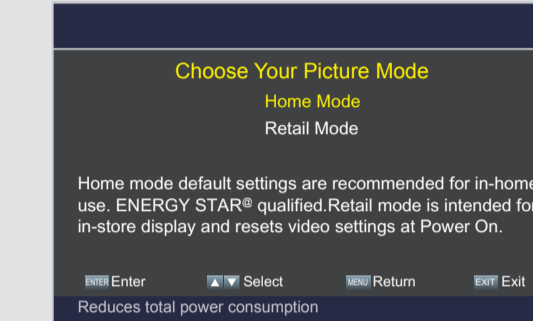 Choose Your Picture Mode
Home Mode
Retail Mode
Home mode default settings are recommended for in-home
use. ENERGY STAR@ qualified.Retail mode is intended for
in-store display and resets video settings at Power On.
ENTER Enter ▲ ▼ Select MENU Return EXIT Exit
Reduces total power consumption